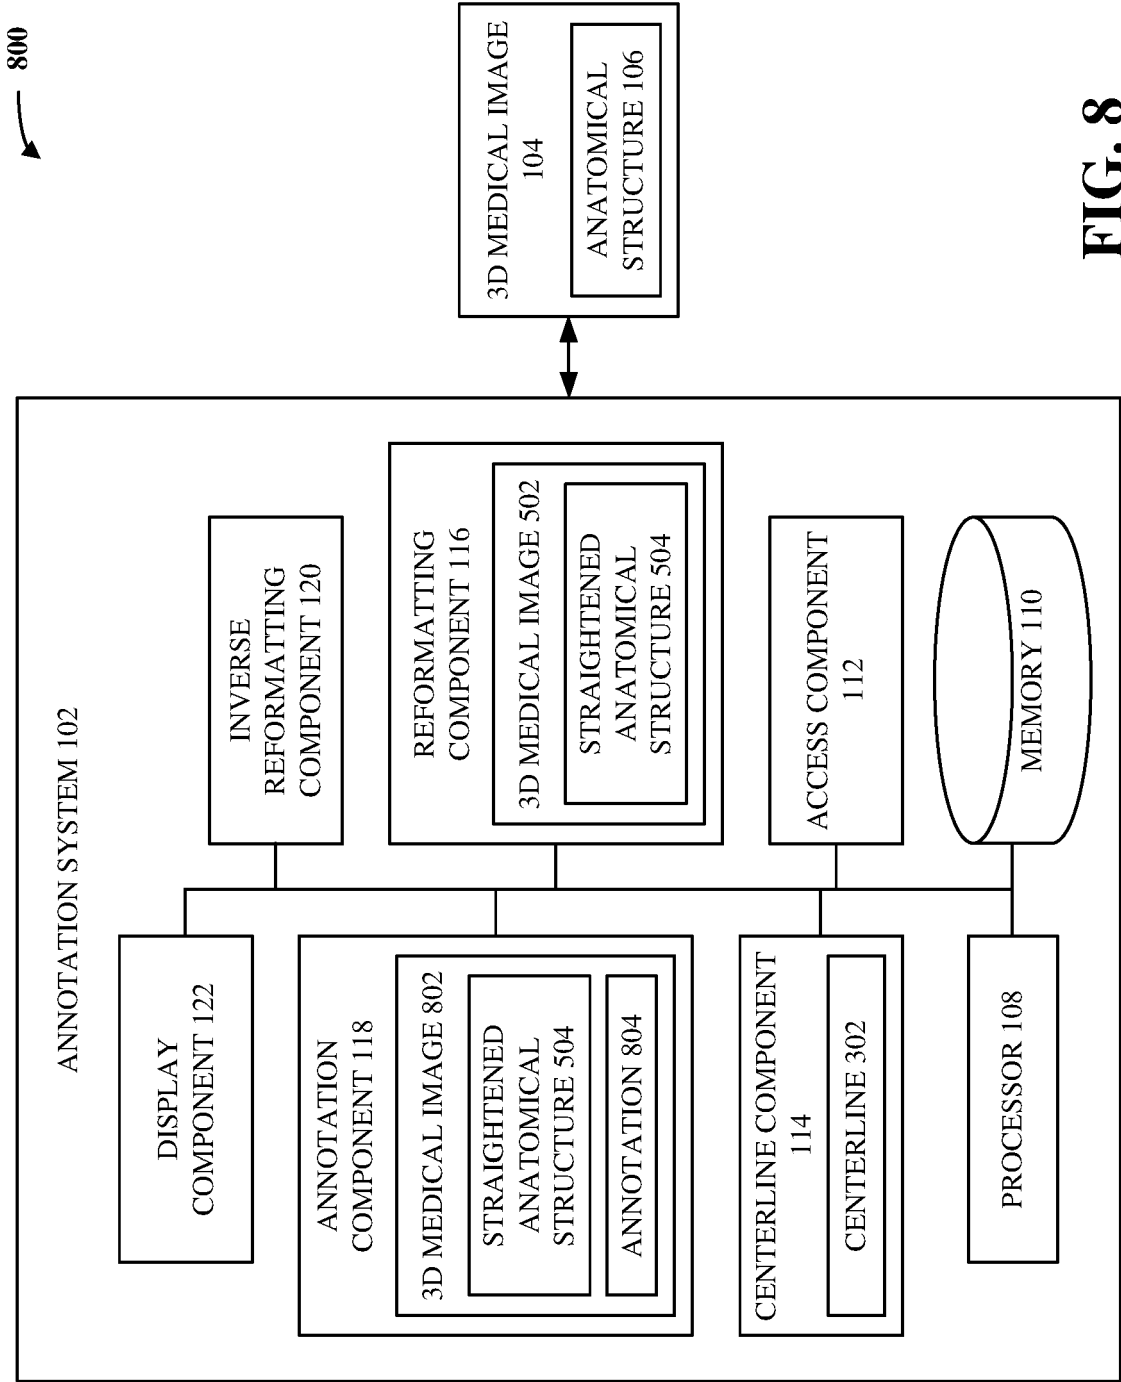 800
ANNOTATION SYSTEM 102
DISPLAY
COMPONENT 122
INVERSE
REFORMATTING
COMPONENT 120
ANNOTATION
COMPONENT 118
3D MEDICAL IMAGE 802
STRAIGHTENED
ANATOMICAL
STRUCTURE 504
ANNOTATION 804
REFORMATTING
COMPONENT 116
3D MEDICAL IMAGE 502
STRAIGHTENED
ANATOMICAL
STRUCTURE 504
CENTERLINE COMPONENT
114
CENTERLINE 302
ACCESS COMPONENT
112
PROCESSOR 108
MEMORY 110
3D MEDICAL IMAGE
104
ANATOMICAL
STRUCTURE 106
FIG. 8